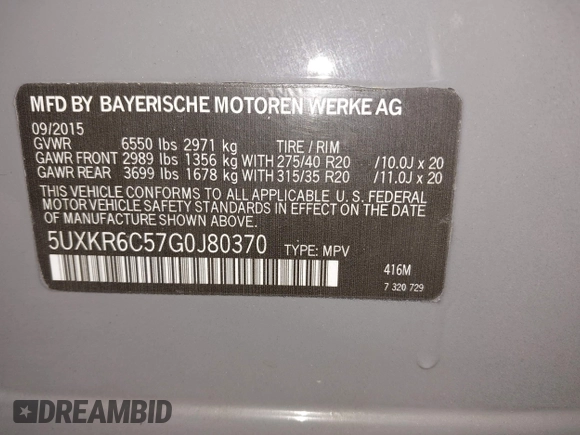 MFD BY BAYERISCHE MOTOREN WERKE AG
09/2015
GVWR 6550 lbs 2971 kg TIRE / RIM
GAWR FRONT 2989 lbs 1356 kg WITH 275/40 R20 /10.0J x 20
GAWR REAR 3699 lbs 1678 kg WITH 315/35 R20 /11.0J x 20
THIS VEHICLE CONFORMS TO ALL APPLICABLE U. S. FEDERAL
MOTOR VEHICLE SAFETY STANDARDS IN EFFECT ON THE DATE
OF MANUFACTURE SHOWN ABOVE.
5UXKR6C57G0J80370 TYPE: MPV
416M
7 320 729
DREAMBID